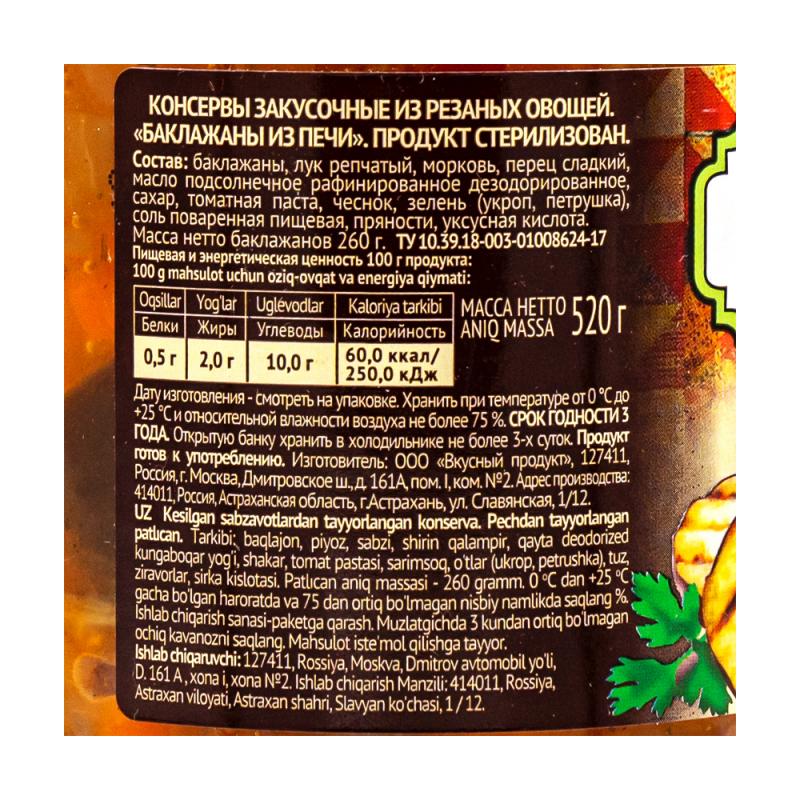 КОНСЕРВЫ ЗАКУСОЧНЫЕ ИЗ РЕЗАНЫХ ОВОЩЕЙ.
«БАКЛАЖАНЫ ИЗ ПЕЧИ». ПРОДУКТ СТЕРИЛИЗОВАН.
Состав: баклажаны, лук репчатый, морковь, перец сладкий,
масло подсолнечное рафинированное дезодорированное,
сахар, томатная паста, чеснок, зелень (укроп, петрушка),
соль поваренная пищевая, пряности, уксусная кислота.
Масса нетто баклажанов 260 г. ТУ 10.39.18-003-01008624-17
Пищевая и энергетическая ценность 100 г продукта:
100 g mahsulot uchun oziq-ovqat va energiya qiymati:
Oqsillar Yog'lar Uglevodlar Kaloriya tarkibi
Белки Жиры Углеводы Калорийность
0,5 г 2,0 г 10,0 г 60,0 ккал/
250,0 кДж
МАССА НЕТТО
ANIQ MASSA 520 г
Дату изготовления - смотреть на упаковке. Хранить при температуре от 0 °C до
+25 °C и относительной влажности воздуха не более 75 %. СРОК ГОДНОСТИ 3
ГОДА. Открытую банку хранить в холодильнике не более 3-х суток. Продукт
готов к употреблению. Изготовитель: ООО «Вкусный продукт», 127411,
Россия, г. Москва, Дмитровское ш., д. 161А, пом. I, ком. №2. Адрес производства:
414011, Россия, Астраханская область, г.Астрахань, ул. Славянская, 1/12.
UZ Kesilgan sabzavotlardan tayyorlangan konserva. Pechdan tayyorlangan
patlıcan. Tarkibi: baqlajon, piyoz, sabzi, shirin qalampir, qayta deodorized
kungaboqar yog'i, shakar, tomat pastasi, sarimsoq, o'tlar (ukrop, petrushka), tuz,
ziravorlar, sirka kislotasi. Patlıcan aniq massasi - 260 gramm. 0 °C dan +25 °C
gacha bo'lgan haroratda va 75 dan ortiq bo'lmagan nisbiy namlikda saqlang %.
Ishlab chiqarish sanasi-paketga qarash. Muzlatgichda 3 kundan ortiq bo'lmagan
ochiq kavanozni saqlang. Mahsulot iste'mol qilishga tayyor.
Ishlab chiqaruvchi: 127411, Rossiya, Moskva, Dmitrov avtomobil yo'li,
D. 161 A , xona i, xona №2. Ishlab chiqarish Manzili: 414011, Rossiya,
Astraxan viloyati, Astraxan shahri, Slavyan ko'chasi, 1 / 12.